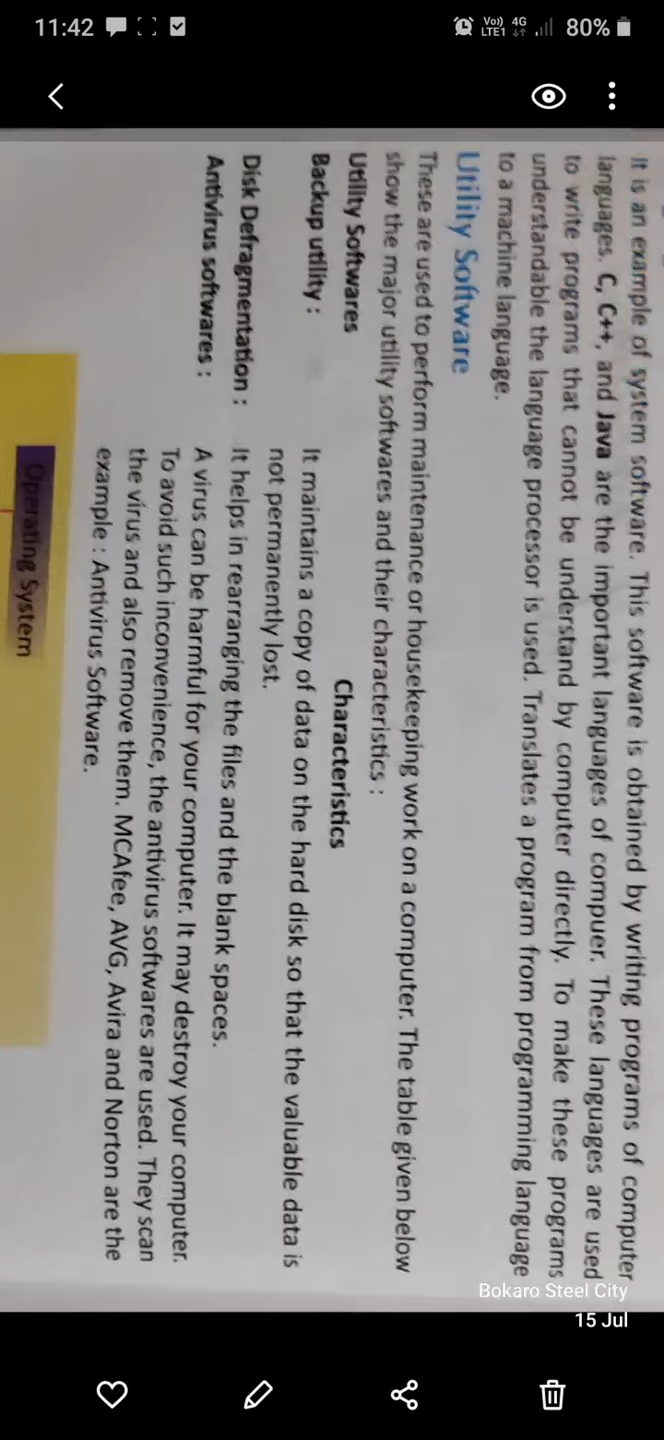 11:42
Vo)) 4G
LTE1 80%
It is an example of system software. This software is obtained by writing programs of computer
languages. C, C++, and Java are the important languages of compuer. These languages are used
to write programs that cannot be understand by computer directly. To make these programs
understandable the language processor is used. Translates a program from programming language
to a machine language.
Utility Software
These are used to perform maintenance or housekeeping work on a computer. The table given below
show the major utility softwares and their characteristics :
Utility Softwares Characteristics
Backup utility : It maintains a copy of data on the hard disk so that the valuable data is
not permanently lost.
Disk Defragmentation : It helps in rearranging the files and the blank spaces.
Antivirus softwares : A virus can be harmful for your computer. It may destroy your computer.
To avoid such inconvenience, the antivirus softwares are used. They scan
the virus and also remove them. MCAfee, AVG, Avira and Norton are the
example : Antivirus Software.
Operating System
Bokaro Steel City
15 Jul